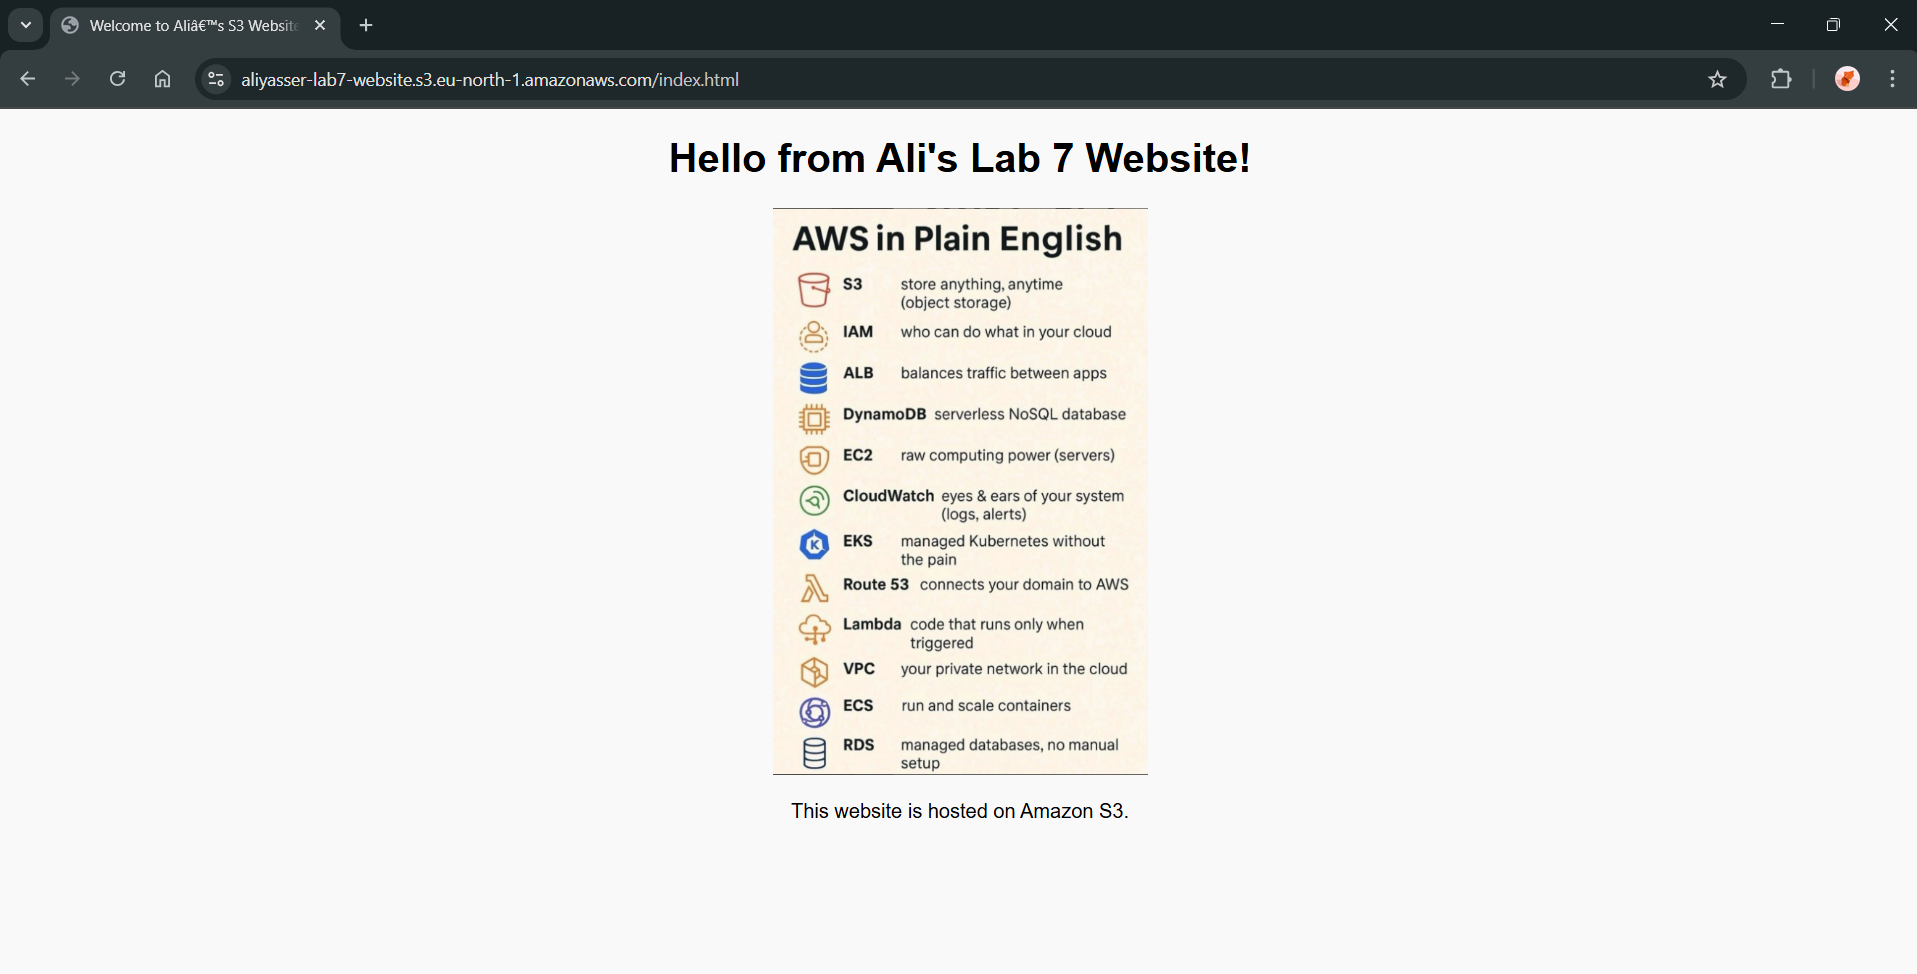 Welcome to Aliâ€™s S3 Website
aliyasser-lab7-website.s3.eu-north-1.amazonaws.com/index.html
Hello from Ali's Lab 7 Website!
AWS in Plain English
S3 store anything, anytime
(object storage)
IAM who can do what in your cloud
ALB balances traffic between apps
DynamoDB serverless NoSQL database
EC2 raw computing power (servers)
CloudWatch eyes & ears of your system
(logs, alerts)
EKS managed Kubernetes without
the pain
Route 53 connects your domain to AWS
Lambda code that runs only when
triggered
VPC your private network in the cloud
ECS run and scale containers
RDS managed databases, no manual
setup
This website is hosted on Amazon S3.